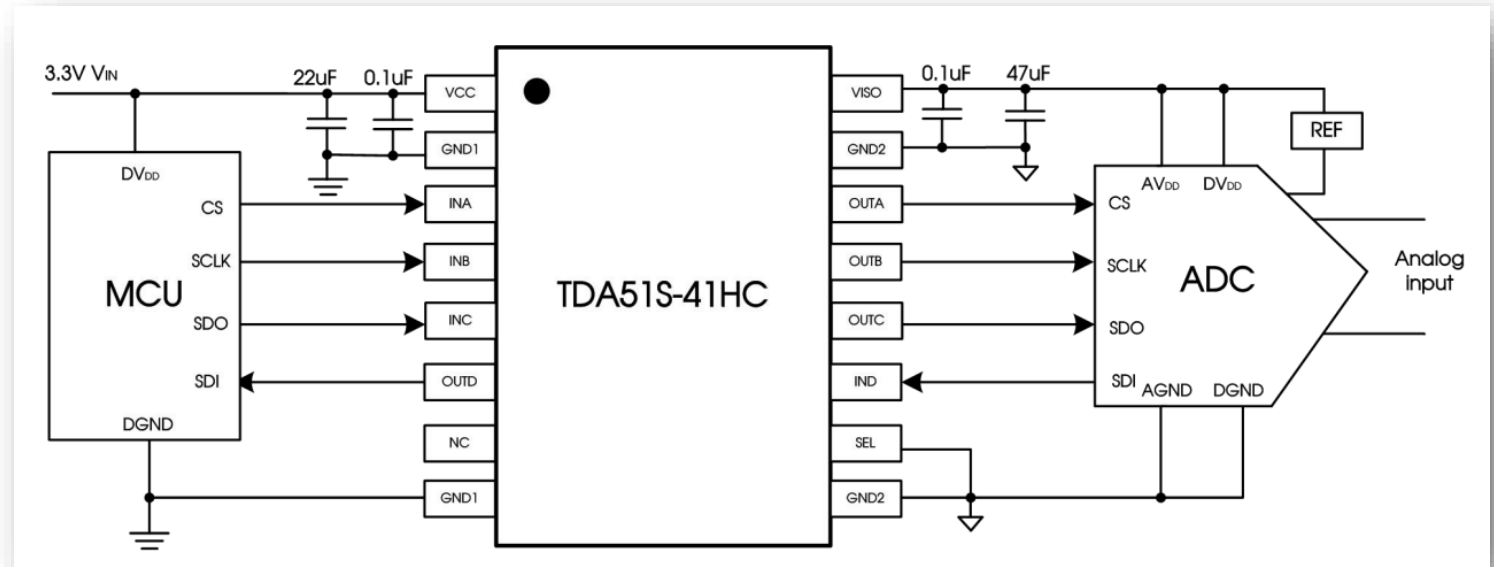 3.3V VIN
22uF
0.1uF
VCC
GND1
INA
INB
INC
OUTD
NC
GND1
DVDD
CS
SCLK
MCU
SDO
SDI
DGND
TDA51S-41HC
VISO
GND2
OUTA
OUTB
OUTC
IND
SEL
GND2
0.1uF
47uF
REF
AVDD
DVDD
CS
SCLK
ADC
SDO
SDI
AGND
DGND
Analog
input